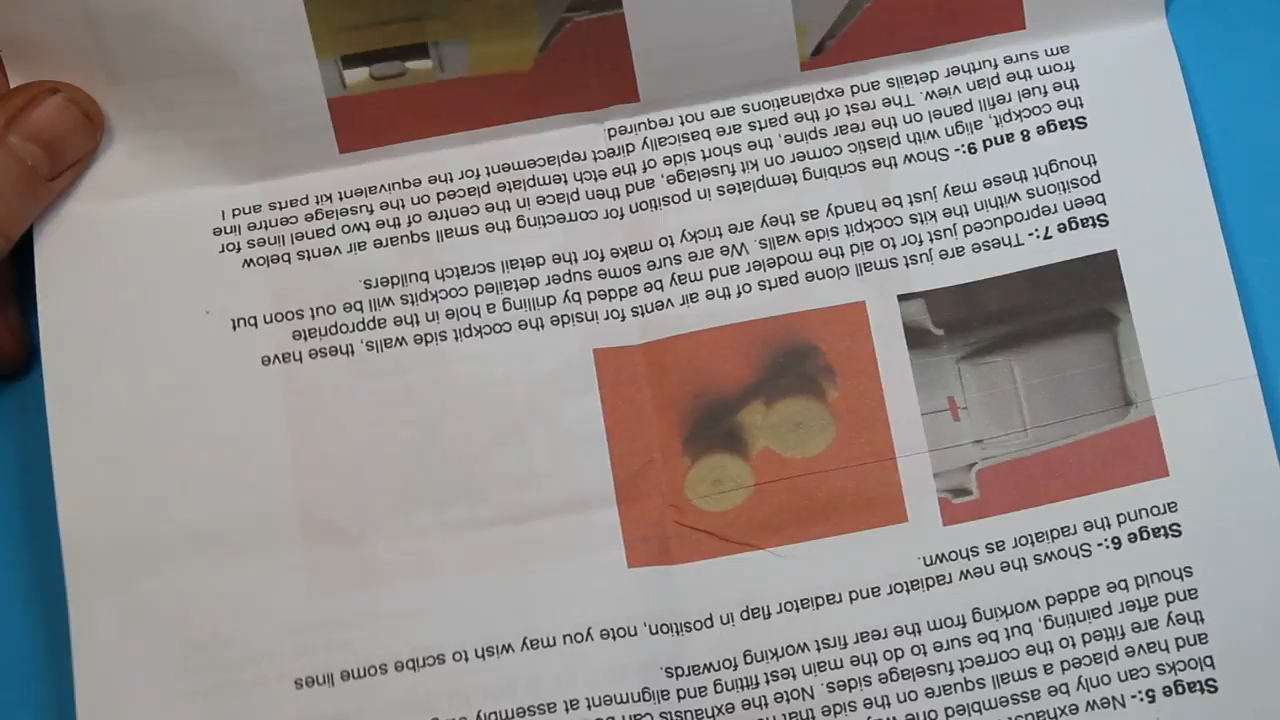 Stage 5:- New exhaust
blocks can only be assembled one
and have placed a small square on the side that
they are fitted to the correct fuselage sides. Note the exhausts can
and after painting, but be sure to do the main test fitting and alignment at assembly
should be added working from the rear first working forwards.
Stage 6:- Shows the new radiator and radiator flap in position, note you may wish to scribe some lines
around the radiator as shown.
Stage 7:- These are just small clone parts of the air vents for inside the cockpit side walls, these have
been reproduced just for to aid the modeler and may be added by drilling a hole in the appropriate
positions within the kits cockpit side walls. We are sure some super detailed cockpits will be out soon but
thought these may just be handy as they are tricky to make for the detail scratch builders.
Stage 8 and 9:- Show the scribing templates in position for correcting the small square air vents below
the cockpit, align with plastic corner on kit fuselage, and then place in the centre of the two panel lines for
the fuel refill panel on the rear spine, the short side of the etch template placed on the fuselage centre line
from the plan view. The rest of the parts are basically direct replacement for the equivalent kit parts and I
am sure further details and explanations are not required.